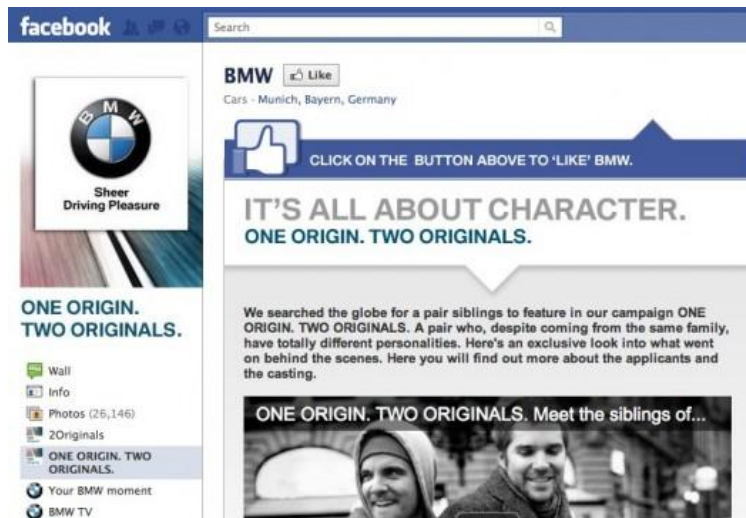 facebook
Search
BMW
Sheer
Driving Pleasure
ONE ORIGIN.
TWO ORIGINALS.
Wall
Info
Photos (26,146)
2Originals
ONE ORIGIN. TWO
ORIGINALS.
Your BMW moment
BMW TV
BMW Like
Cars · Munich, Bayern, Germany
CLICK ON THE BUTTON ABOVE TO ‘LIKE’ BMW.
IT’S ALL ABOUT CHARACTER.
ONE ORIGIN. TWO ORIGINALS.
We searched the globe for a pair siblings to feature in our campaign ONE
ORIGIN. TWO ORIGINALS. A pair who, despite coming from the same family,
have totally different personalities. Here's an exclusive look into what went
on behind the scenes. Here you will find out more about the applicants and
the casting.
ONE ORIGIN. TWO ORIGINALS. Meet the siblings of...